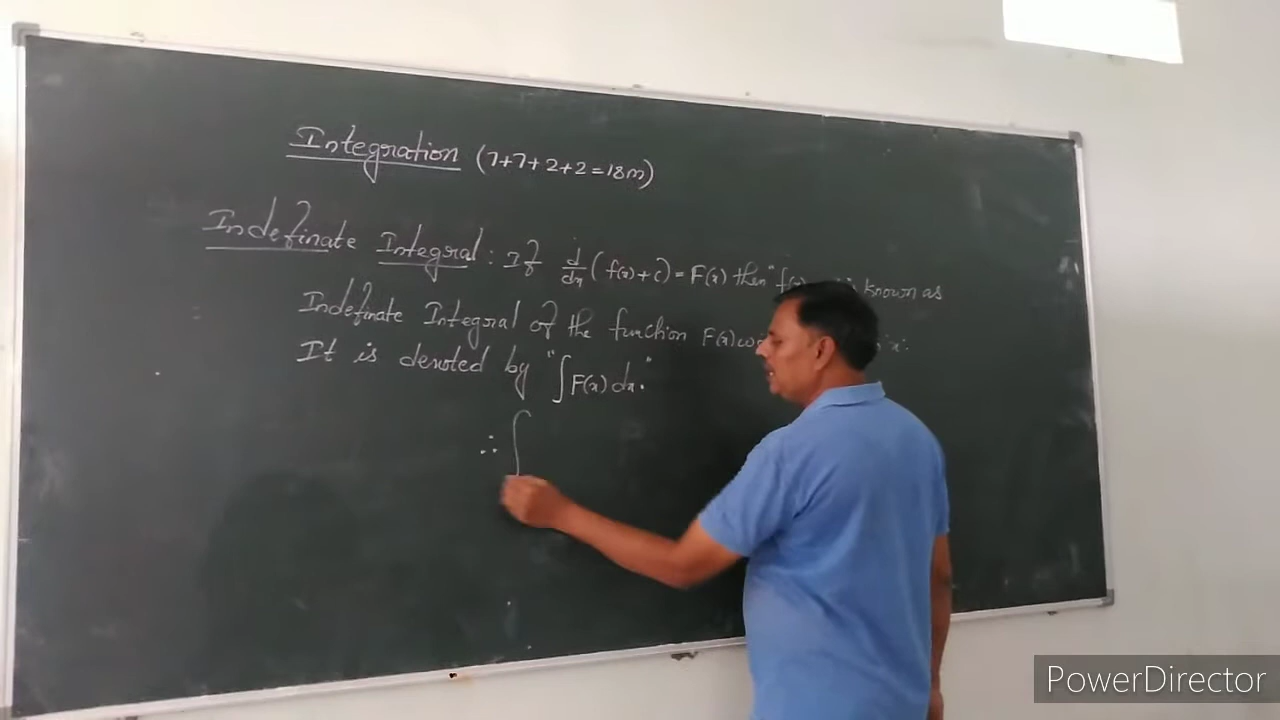 Integration (7+7+2+2=18m)
Indefinate Integral: If d/dx (f(x)+c) = F(x) then "f(x) known as
Indefinate Integral of the function F(x) "x".
It is denoted by "∫F(x) dx."
∴ ∫
PowerDirector